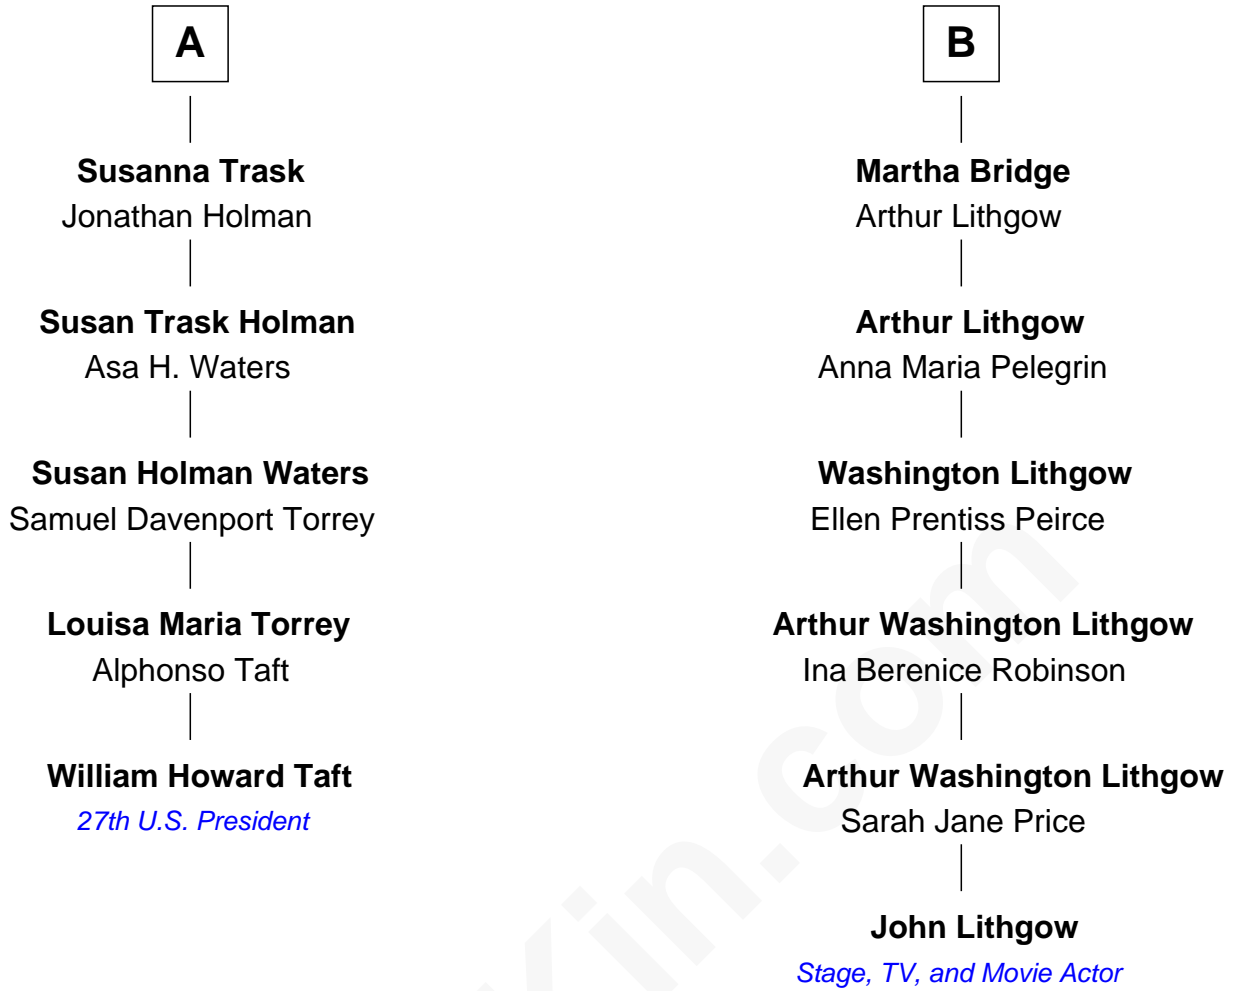 A
Susanna Trask
Jonathan Holman
Susan Trask Holman
Asa H. Waters
Susan Holman Waters
Samuel Davenport Torrey
Louisa Maria Torrey
Alphonso Taft
William Howard Taft
27th U.S. President
B
Martha Bridge
Arthur Lithgow
Arthur Lithgow
Anna Maria Pelegrin
Washington Lithgow
Ellen Prentiss Peirce
Arthur Washington Lithgow
Ina Berenice Robinson
Arthur Washington Lithgow
Sarah Jane Price
John Lithgow
Stage, TV, and Movie Actor